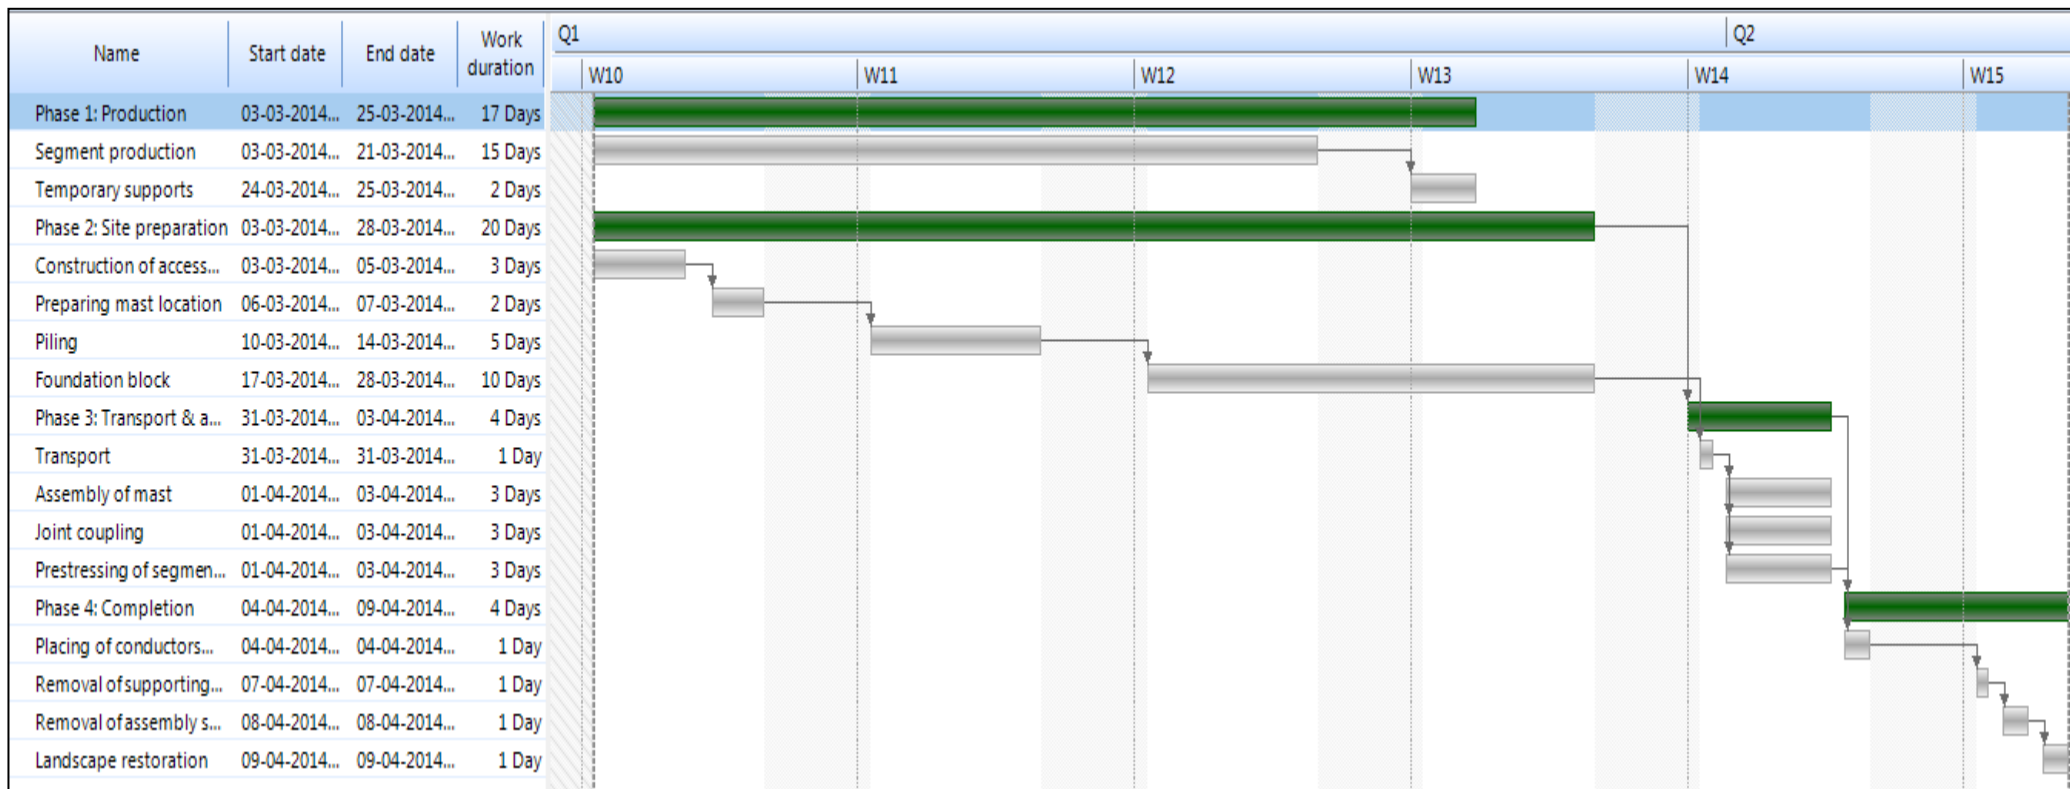 Name Start date End date Work duration Q1 Q2
W10 W11 W12 W13 W14 W15
Phase 1: Production 03-03-2014... 25-03-2014... 17 Days
Segment production 03-03-2014... 21-03-2014... 15 Days
Temporary supports 24-03-2014... 25-03-2014... 2 Days
Phase 2: Site preparation 03-03-2014... 28-03-2014... 20 Days
Construction of access... 03-03-2014... 05-03-2014... 3 Days
Preparing mast location 06-03-2014... 07-03-2014... 2 Days
Piling 10-03-2014... 14-03-2014... 5 Days
Foundation block 17-03-2014... 28-03-2014... 10 Days
Phase 3: Transport & a... 31-03-2014... 03-04-2014... 4 Days
Transport 31-03-2014... 31-03-2014... 1 Day
Assembly of mast 01-04-2014... 03-04-2014... 3 Days
Joint coupling 01-04-2014... 03-04-2014... 3 Days
Prestressing of segmen... 01-04-2014... 03-04-2014... 3 Days
Phase 4: Completion 04-04-2014... 09-04-2014... 4 Days
Placing of conductors... 04-04-2014... 04-04-2014... 1 Day
Removal of supporting... 07-04-2014... 07-04-2014... 1 Day
Removal of assembly s... 08-04-2014... 08-04-2014... 1 Day
Landscape restoration 09-04-2014... 09-04-2014... 1 Day